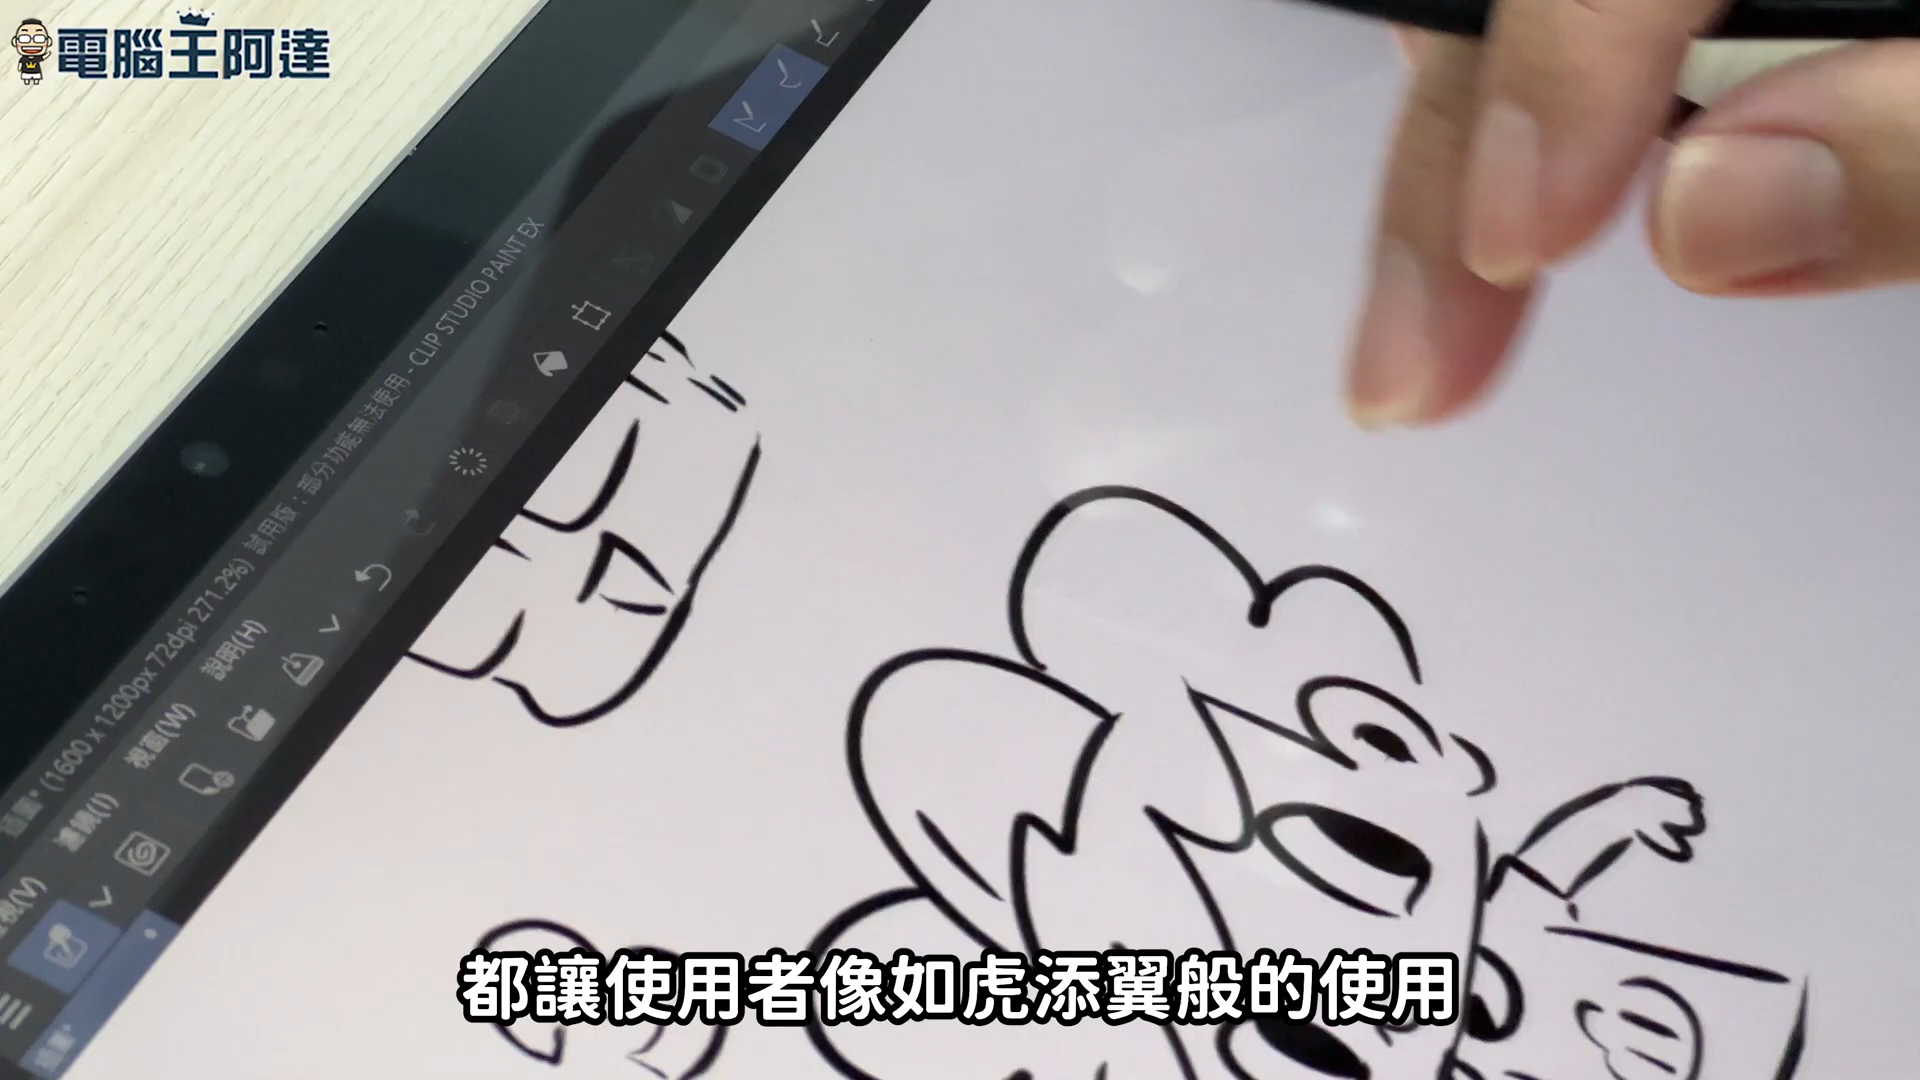 電腦王阿達
插圖* (1600 x 1200px 72dpi 271.2%) 試用版：部分功能無法使用 - CLIP STUDIO PAINT EX
濾鏡(I) 視窗(W) 說明(H)
都讓使用者像如虎添翼般的使用